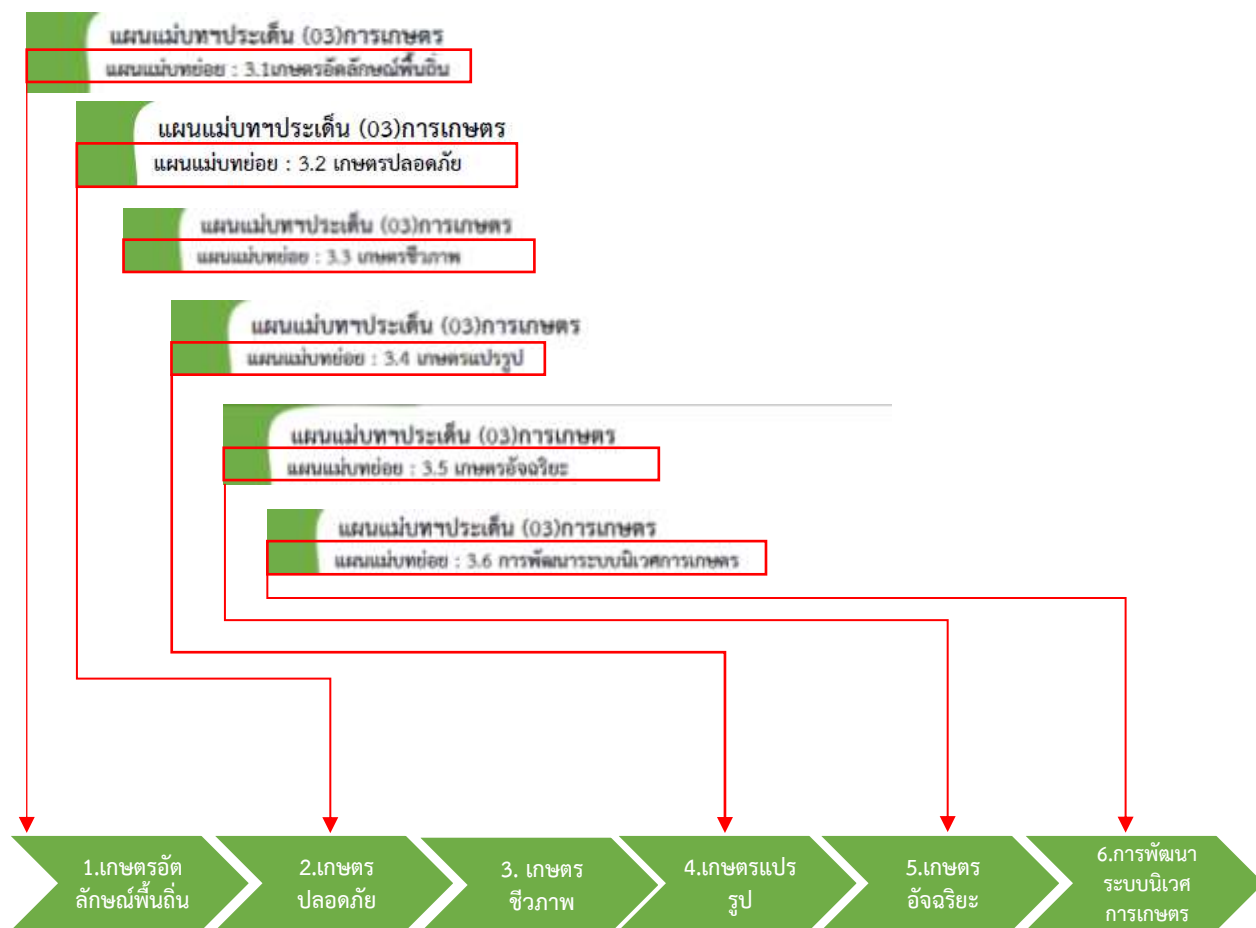 แผนแม่บทฯประเด็น (03)การเกษตร
แผนแม่บทย่อย : 3.1เกษตรอัตลักษณ์พื้นถิ่น
แผนแม่บทฯประเด็น (03)การเกษตร
แผนแม่บทย่อย : 3.2 เกษตรปลอดภัย
แผนแม่บทฯประเด็น (03)การเกษตร
แผนแม่บทย่อย : 3.3 เกษตรชีวภาพ
แผนแม่บทฯประเด็น (03)การเกษตร
แผนแม่บทย่อย : 3.4 เกษตรแปรรูป
แผนแม่บทฯประเด็น (03)การเกษตร
แผนแม่บทย่อย : 3.5 เกษตรอัจฉริยะ
แผนแม่บทฯประเด็น (03)การเกษตร
แผนแม่บทย่อย : 3.6 การพัฒนาระบบนิเวศการเกษตร
1.เกษตรอัต
ลักษณ์พื้นถิ่น
2.เกษตร
ปลอดภัย
3. เกษตร
ชีวภาพ
4.เกษตรแปร
รูป
5.เกษตร
อัจฉริยะ
6.การพัฒนา
ระบบนิเวศ
การเกษตร